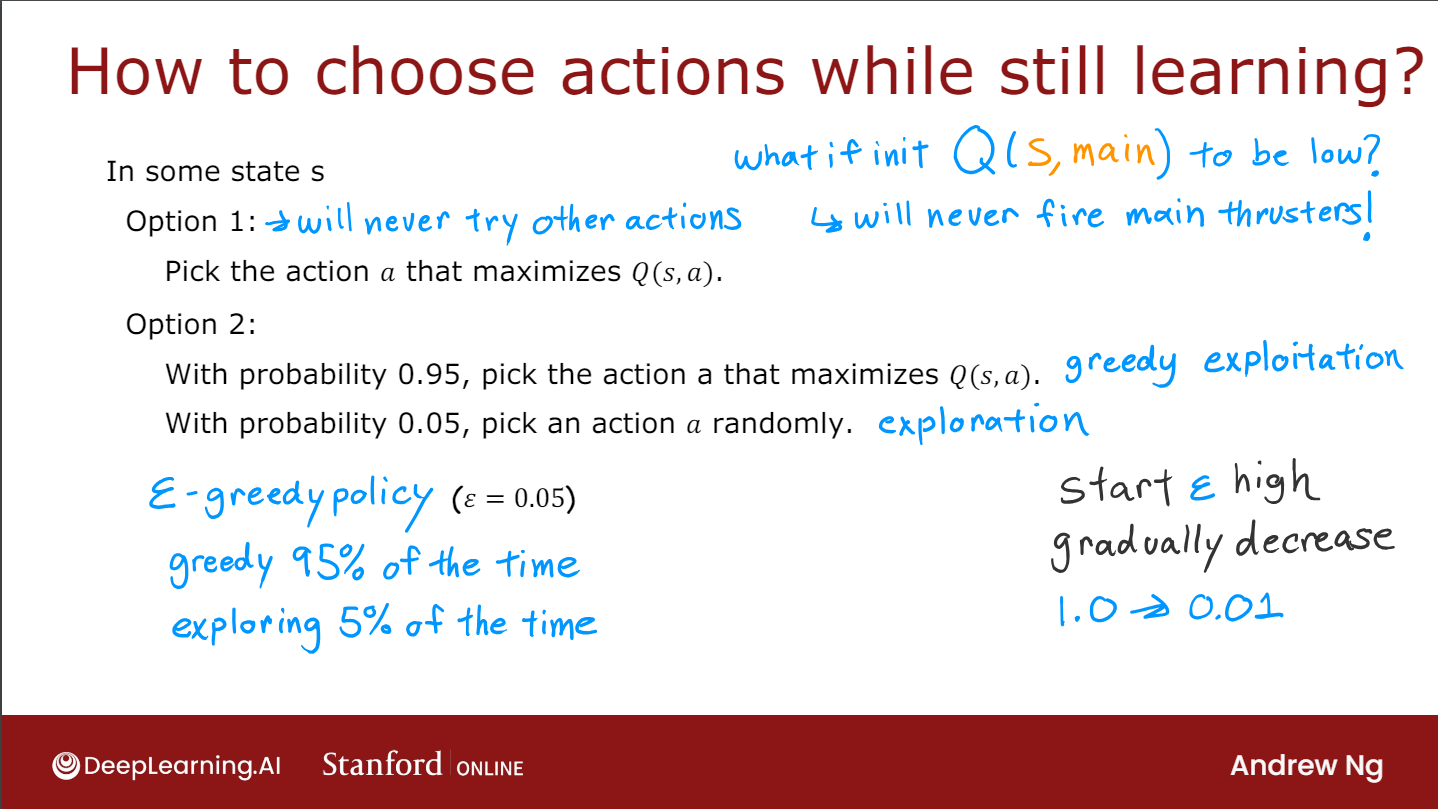 How to choose actions while still learning?
what if init Q(s, main) to be low?
In some state s
Option 1: → will never try other actions
↳ will never fire main thrusters!
Pick the action a that maximizes Q(s, a).
Option 2:
With probability 0.95, pick the action a that maximizes Q(s, a). greedy exploitation
With probability 0.05, pick an action a randomly. exploration
ε-greedy policy (ε = 0.05)
greedy 95% of the time
exploring 5% of the time
start ε high
gradually decrease
1.0 → 0.01
DeepLearning.AI Stanford ONLINE Andrew Ng